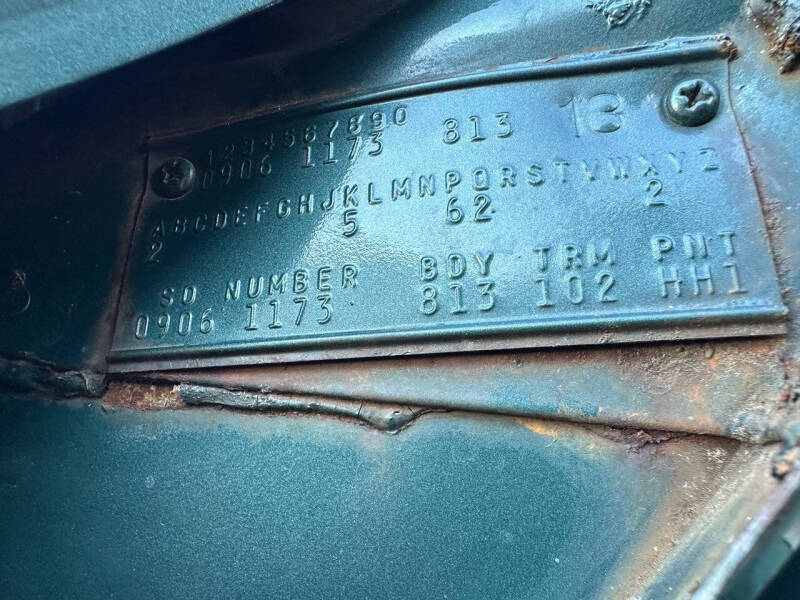 1234567890 813 13
0906 1173
ABCDEFGHJKLMNPQRSTVWXYZ
2 5 62 2
SO NUMBER BDY TRM PNT
0906 1173 813 102 HH1